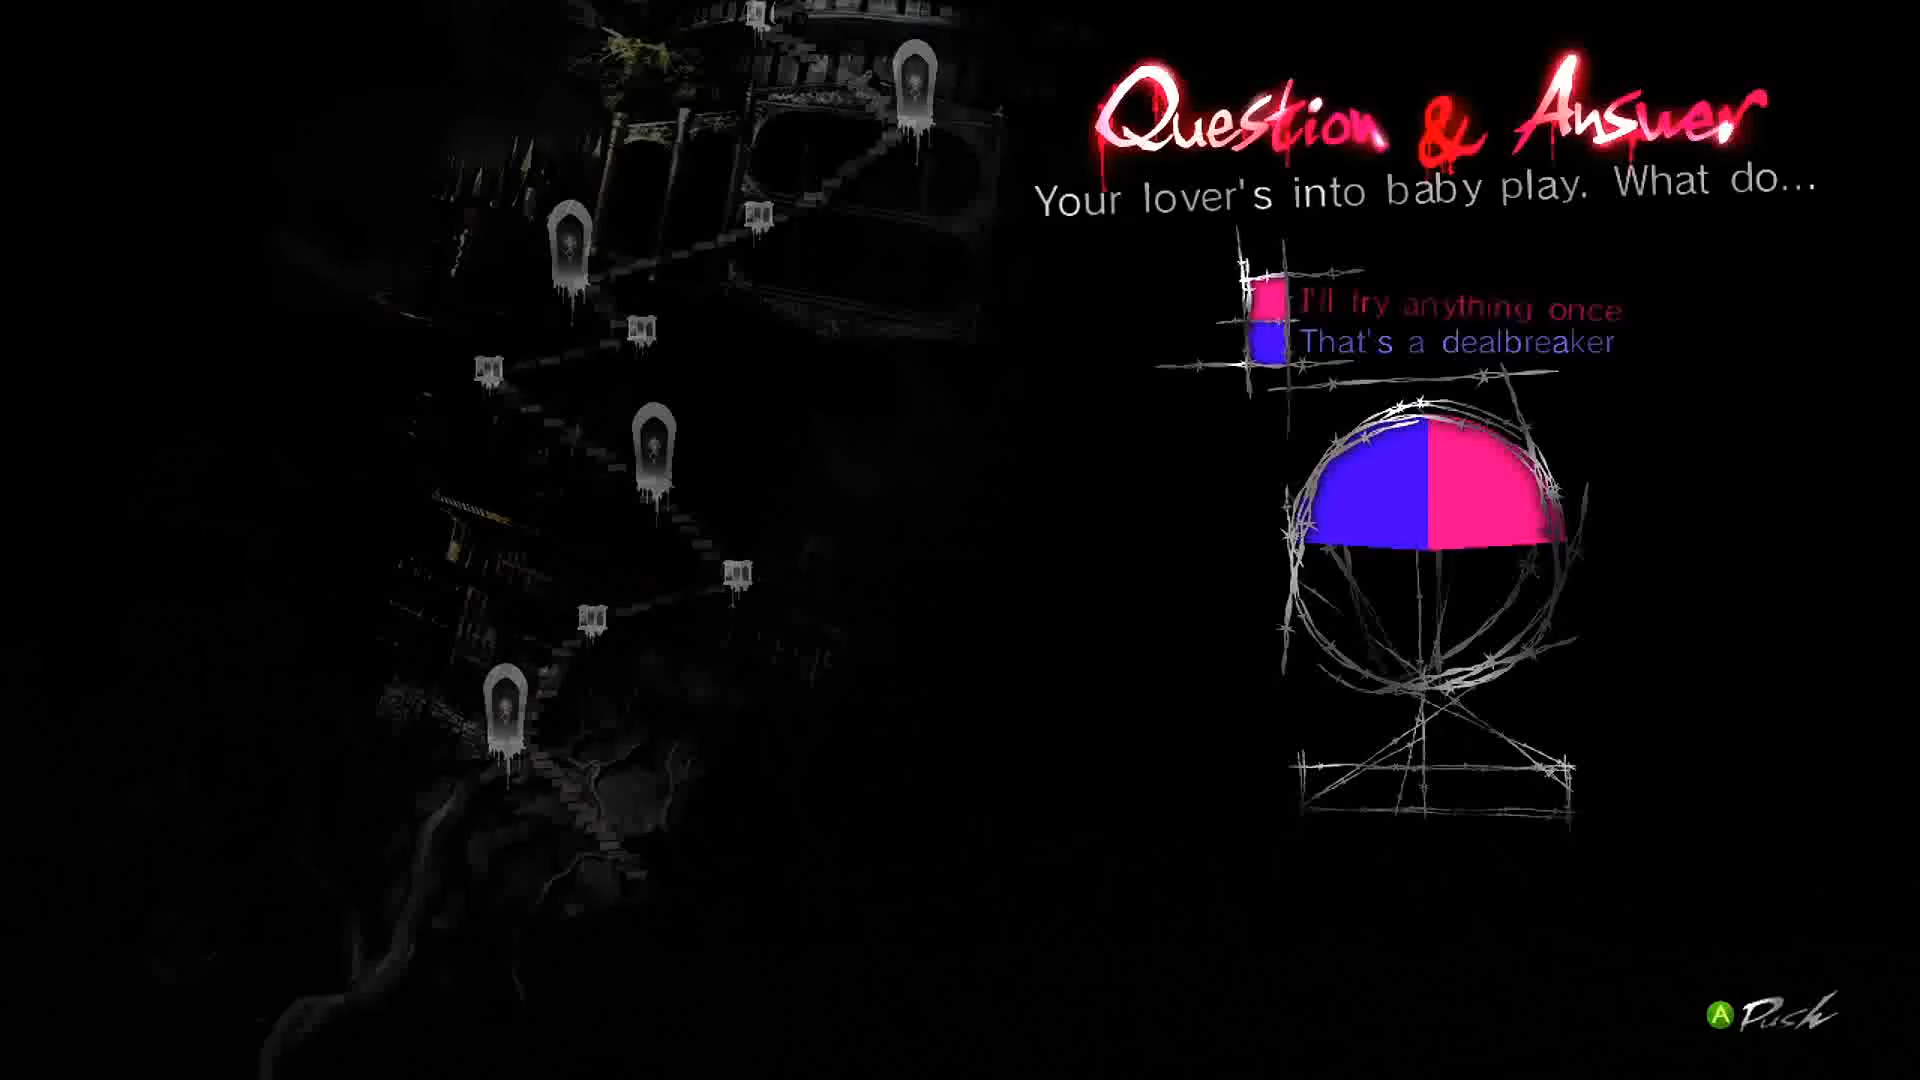 Question & Answer
Your lover's into baby play. What do...
I'll try anything once
That's a dealbreaker
A Push